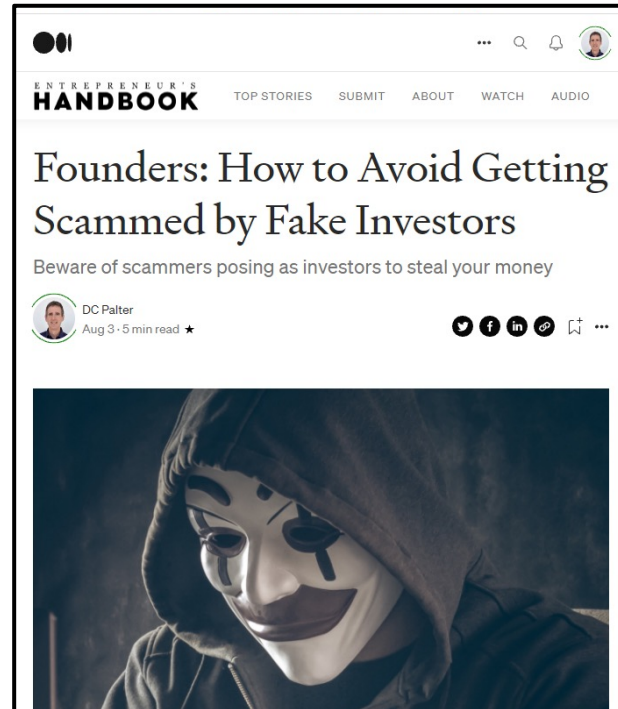 ENTREPRENEUR'S
HANDBOOK
TOP STORIES SUBMIT ABOUT WATCH AUDIO
Founders: How to Avoid Getting
Scammed by Fake Investors
Beware of scammers posing as investors to steal your money
DC Palter
Aug 3 · 5 min read ★